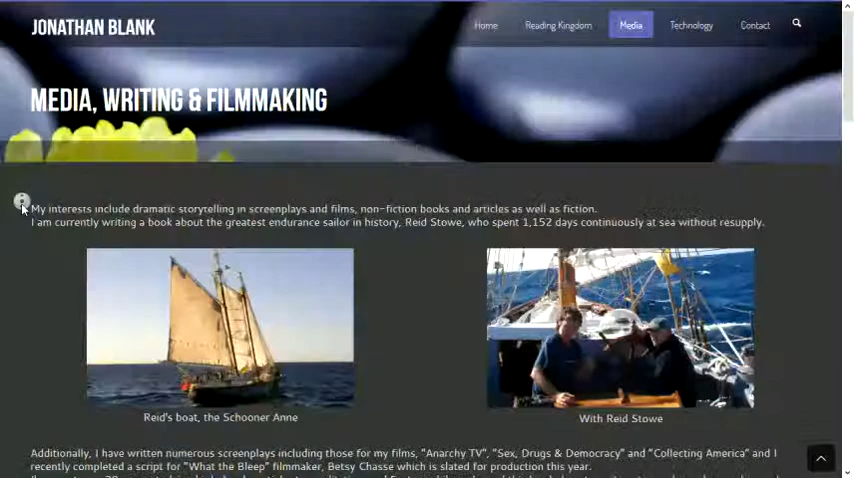 JONATHAN BLANK
Home Reading Kingdom Media Technology Contact
MEDIA, WRITING & FILMMAKING
My interests include dramatic storytelling in screenplays and films, non-fiction books and articles as well as fiction.
I am currently writing a book about the greatest endurance sailor in history, Reid Stowe, who spent 1,152 days continuously at sea without resupply.
Reid's boat, the Schooner Anne
With Reid Stowe
Additionally, I have written numerous screenplays including those for my films, "Anarchy TV", "Sex, Drugs & Democracy" and "Collecting America" and I
recently completed a script for "What the Bleep" filmmaker, Betsy Chasse which is slated for production this year.